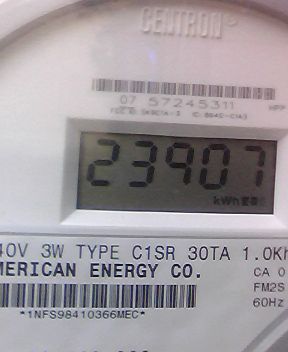 CENTRON®
07 57245311
23907
kWh
40V 3W TYPE C1SR 30TA 1.0Kh
MERICAN ENERGY CO.
CA 0
FM2S
60Hz
*1NFS98410366MEC*